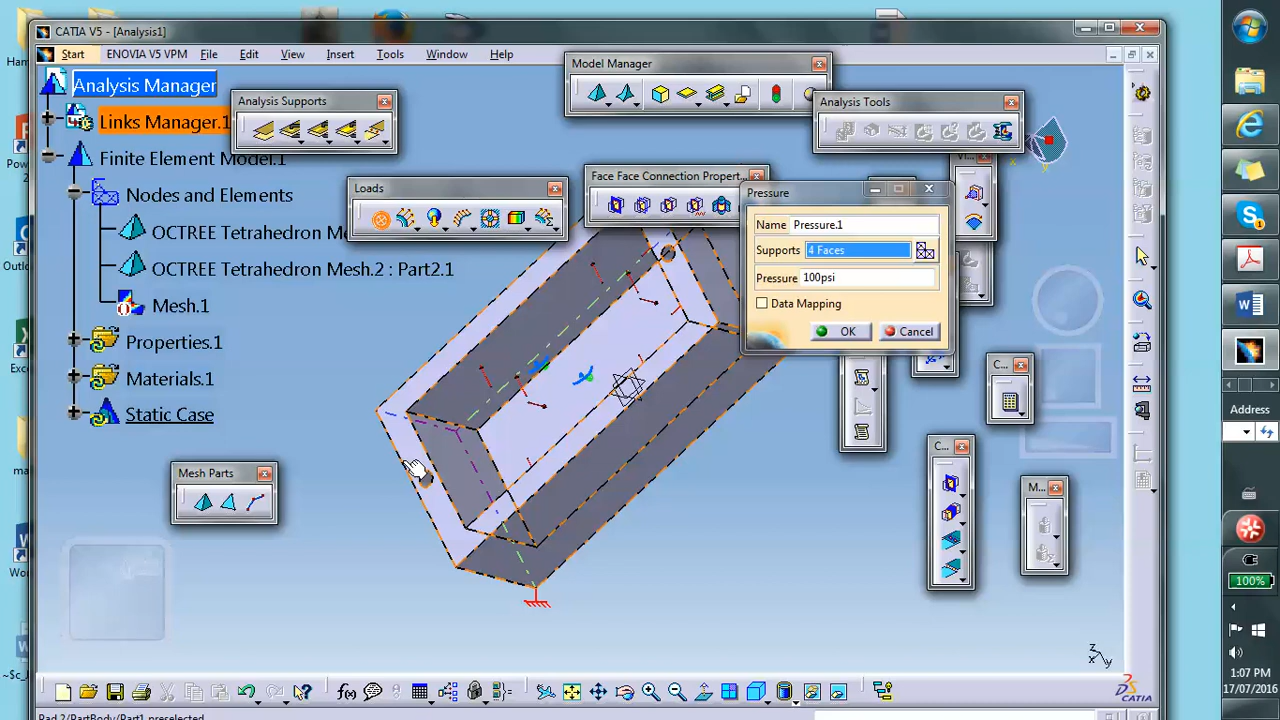 CATIA V5 - [Analysis1]
Start
ENOVIA V5 VPM
File
Edit
View
Insert
Tools
Window
Help
Model Manager
Analysis Manager
Analysis Supports
Analysis Tools
Links Manager.1
Finite Element Model.1
Loads
Face Face Connection Propert...
Pressure
Nodes and Elements
Name
Pressure.1
OCTREE Tetrahedron Me
Supports
4 Faces
OCTREE Tetrahedron Mesh.2 : Part2.1
Pressure
100psi
Mesh.1
Data Mapping
Properties.1
OK
Cancel
Materials.1
C...
Static Case
Address
Mesh Parts
C...
M...
100%
1:07 PM
17/07/2016
z
y
f(x)
CATIA
Pad.2/PartBody/Part1 preselected